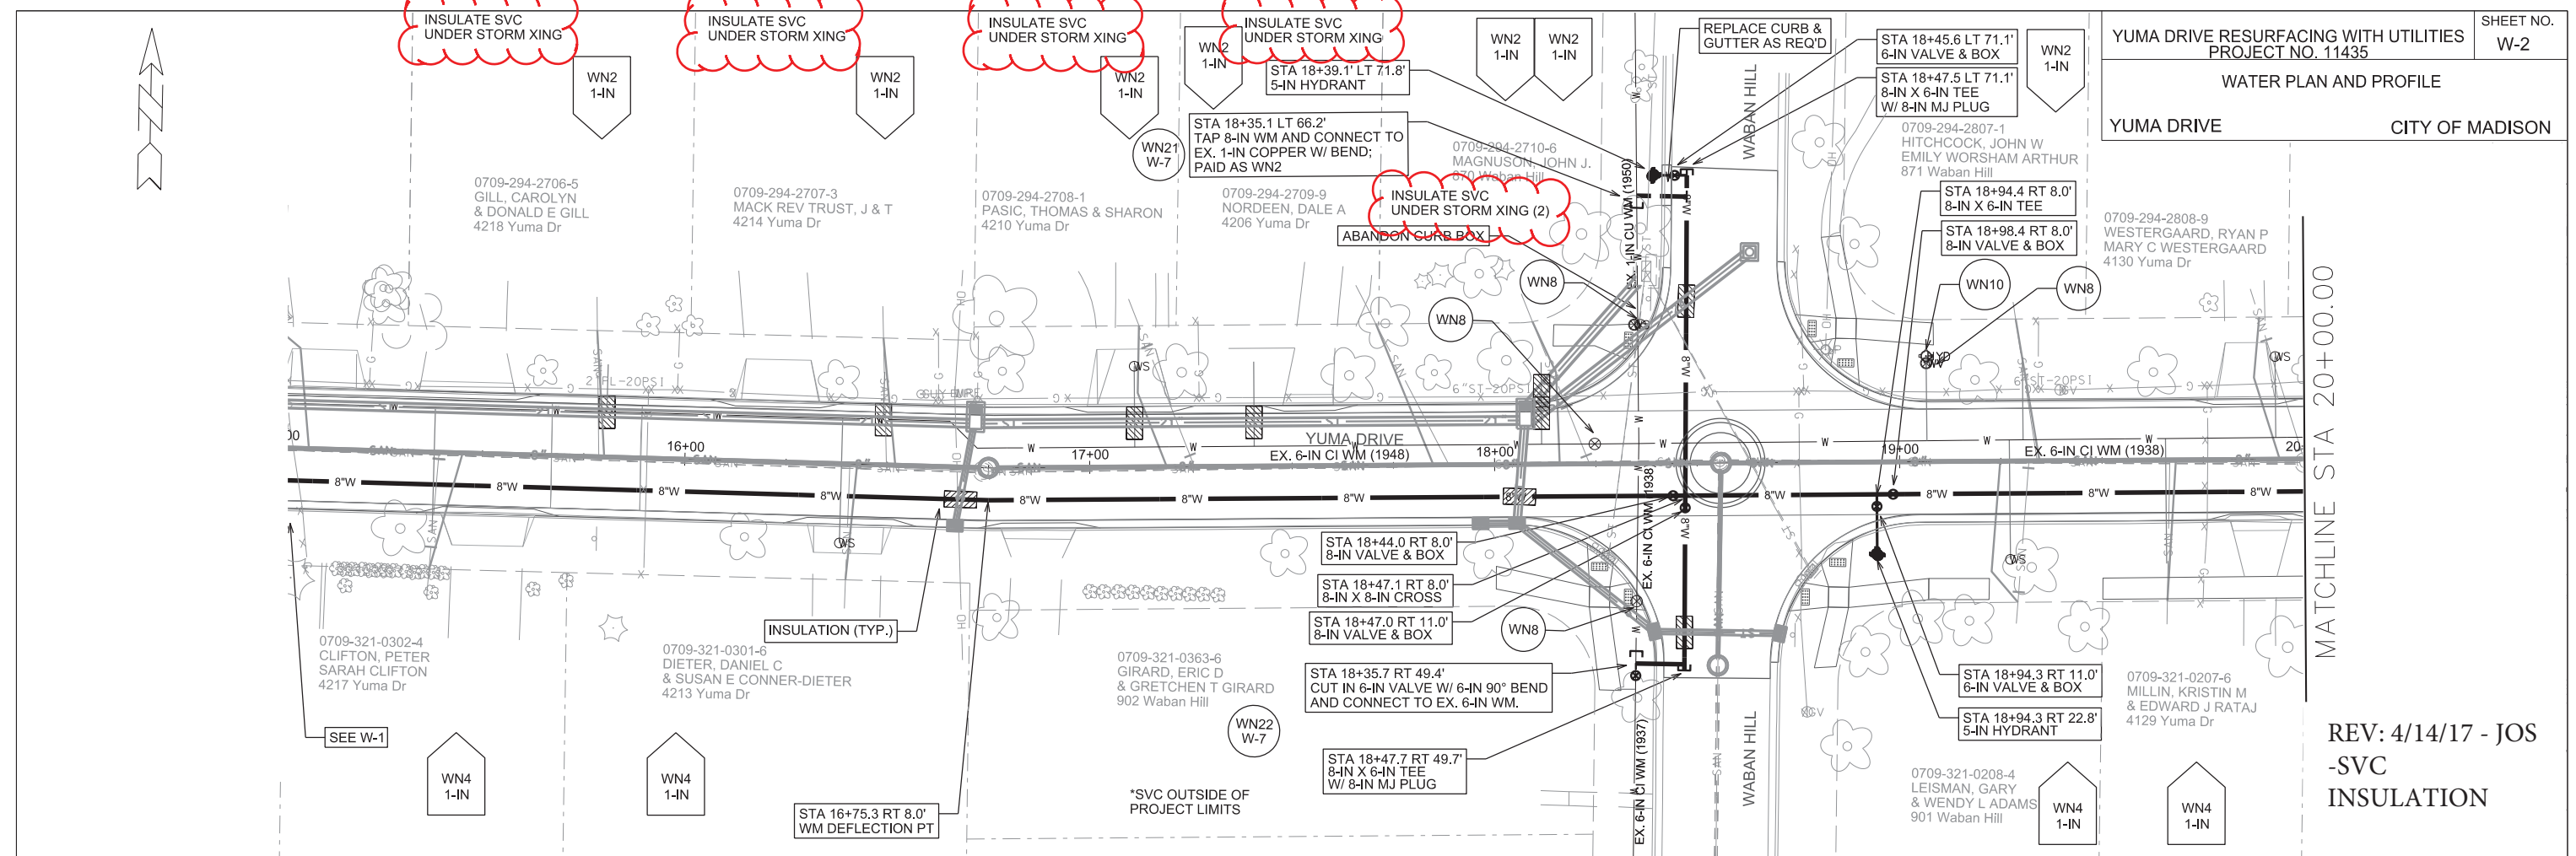 INSULATE SVC
UNDER STORM XING
INSULATE SVC
UNDER STORM XING
INSULATE SVC
UNDER STORM XING
INSULATE SVC
UNDER STORM XING
WN2
1-IN
WN2
1-IN
WN2
1-IN
WN2
1-IN
WN2
1-IN
WN2
1-IN
WN2
1-IN
REPLACE CURB &
GUTTER AS REQ'D
STA 18+45.6 LT 71.1'
6-IN VALVE & BOX
STA 18+47.5 LT 71.1'
8-IN X 6-IN TEE
W/ 8-IN MJ PLUG
YUMA DRIVE RESURFACING WITH UTILITIES
PROJECT NO. 11435
SHEET NO.
W-2
WATER PLAN AND PROFILE
YUMA DRIVE
CITY OF MADISON
STA 18+39.1' LT 71.8'
5-IN HYDRANT
STA 18+35.1 LT 66.2'
TAP 8-IN WM AND CONNECT TO
EX. 1-IN COPPER W/ BEND;
PAID AS WN2
WN21
W-7
0709-294-2706-5
GILL, CAROLYN
& DONALD E GILL
4218 Yuma Dr
0709-294-2707-3
MACK REV TRUST, J & T
4214 Yuma Dr
0709-294-2708-1
PASIC, THOMAS & SHARON
4210 Yuma Dr
0709-294-2709-9
NORDEEN, DALE A
4206 Yuma Dr
0709-294-2710-6
MAGNUSON, JOHN J.
870 Waban Hill
INSULATE SVC
UNDER STORM XING (2)
ABANDON CURB BOX
EX. 1-IN CU WM (1950)
WABAN HILL
0709-294-2807-1
HITCHCOCK, JOHN W
EMILY WORSHAM ARTHUR
871 Waban Hill
STA 18+94.4 RT 8.0'
8-IN X 6-IN TEE
STA 18+98.4 RT 8.0'
8-IN VALVE & BOX
0709-294-2808-9
WESTERGAARD, RYAN P
MARY C WESTERGAARD
4130 Yuma Dr
WN8
WN8
WN10
WN8
MATCHLINE STA 20+00.00
2"PL-20PSI
6"ST-20PSI
6"ST-20PSI
16+00
17+00
18+00
19+00
YUMA DRIVE
EX. 6-IN CI WM (1948)
EX. 6-IN CI WM (1938)
8"W
8"W
8"W
8"W
8"W
8"W
8"W
8"W
8"W
8"W
8"W
8"W
EX. 6-IN CI WM (1938)
STA 18+44.0 RT 8.0'
8-IN VALVE & BOX
STA 18+47.1 RT 8.0'
8-IN X 8-IN CROSS
STA 18+47.0 RT 11.0'
8-IN VALVE & BOX
WN8
INSULATION (TYP.)
0709-321-0302-4
CLIFTON, PETER
SARAH CLIFTON
4217 Yuma Dr
0709-321-0301-6
DIETER, DANIEL C
& SUSAN E CONNER-DIETER
4213 Yuma Dr
0709-321-0363-6
GIRARD, ERIC D
& GRETCHEN T GIRARD
902 Waban Hill
WN22
W-7
STA 18+35.7 RT 49.4'
CUT IN 6-IN VALVE W/ 6-IN 90° BEND
AND CONNECT TO EX. 6-IN WM.
STA 18+47.7 RT 49.7'
8-IN X 6-IN TEE
W/ 8-IN MJ PLUG
STA 18+94.3 RT 11.0'
6-IN VALVE & BOX
STA 18+94.3 RT 22.8'
5-IN HYDRANT
0709-321-0207-6
MILLIN, KRISTIN M
& EDWARD J RATAJ
4129 Yuma Dr
0709-321-0208-4
LEISMAN, GARY
& WENDY L ADAMS
901 Waban Hill
SEE W-1
WN4
1-IN
WN4
1-IN
STA 16+75.3 RT 8.0'
WM DEFLECTION PT
*SVC OUTSIDE OF
PROJECT LIMITS
EX. 6-IN CI WM (1937)
WABAN HILL
WN4
1-IN
WN4
1-IN
REV: 4/14/17 - JOS
-SVC
INSULATION